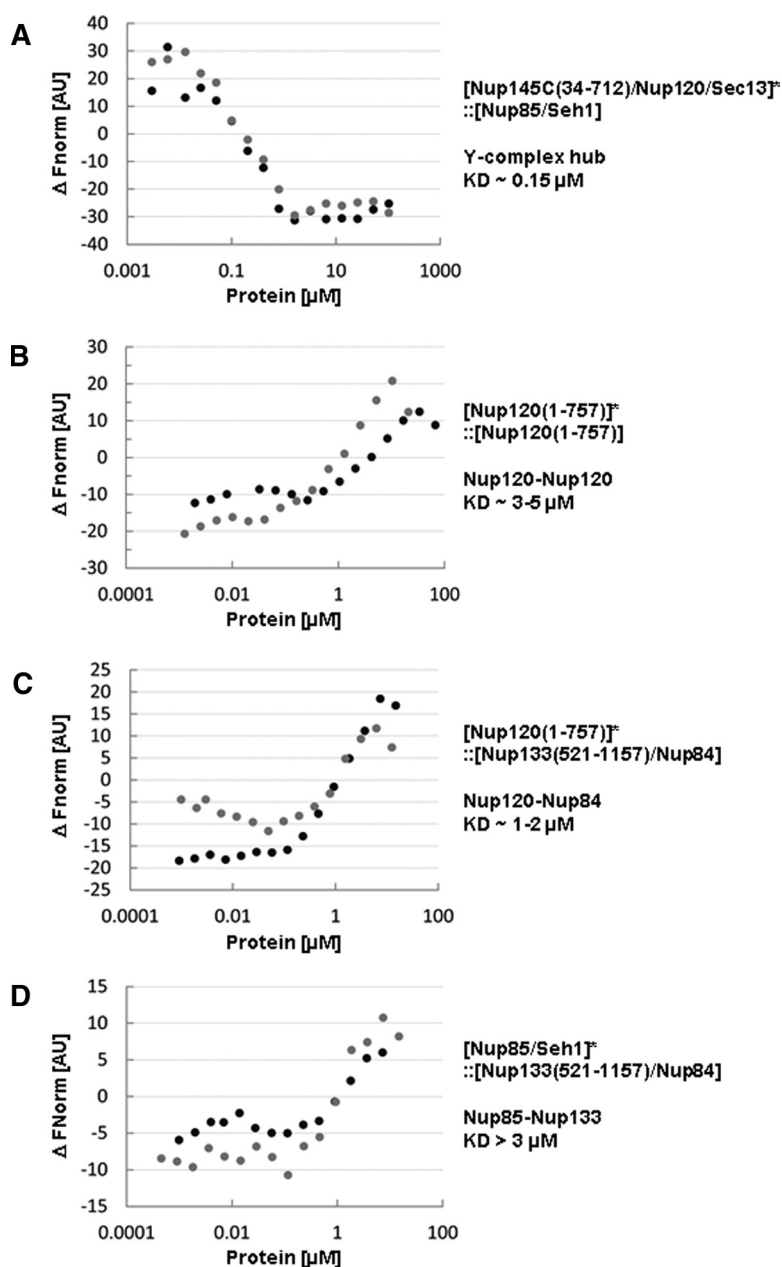 A
Δ Fnorm [AU]
40
30
20
10
0
-10
-20
-30
-40
0.001
0.1
10
1000
Protein [µM]
[Nup145C(34-712)/Nup120/Sec13]*
::[Nup85/Seh1]
Y-complex hub
KD ~ 0.15 µM
B
Δ Fnorm [AU]
30
20
10
0
-10
-20
-30
0.0001
0.01
1
100
Protein [µM]
[Nup120(1-757)]*
::[Nup120(1-757)]
Nup120-Nup120
KD ~ 3-5 µM
C
Δ Fnorm [AU]
25
20
15
10
5
0
-5
-10
-15
-20
-25
0.0001
0.01
1
100
Protein [µM]
[Nup120(1-757)]*
::[Nup133(521-1157)/Nup84]
Nup120-Nup84
KD ~ 1-2 µM
D
Δ FNorm [AU]
15
10
5
0
-5
-10
-15
0.0001
0.01
1
100
Protein [µM]
[Nup85/Seh1]*
::[Nup133(521-1157)/Nup84]
Nup85-Nup133
KD > 3 µM